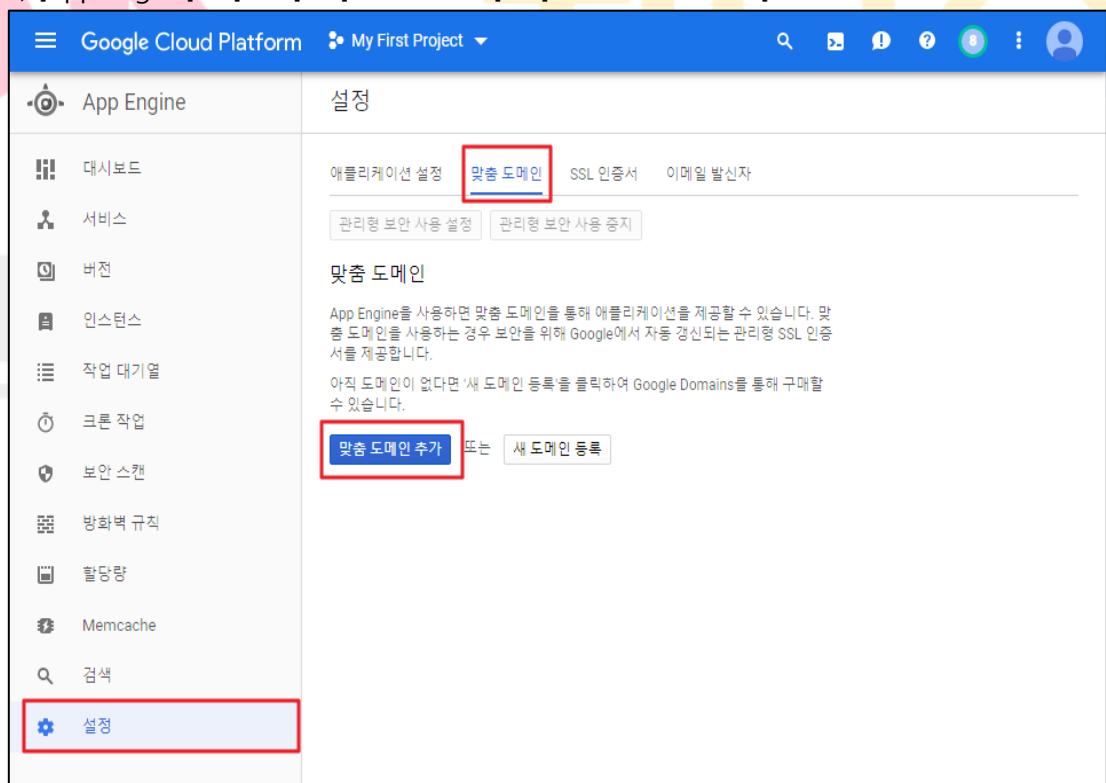 Google Cloud Platform My First Project 8
App Engine
설정
대시보드
서비스
버전
인스턴스
작업 대기열
크론 작업
보안 스캔
방화벽 규칙
할당량
Memcache
검색
설정
애플리케이션 설정 맞춤 도메인 SSL 인증서 이메일 발신자
관리형 보안 사용 설정 관리형 보안 사용 중지
맞춤 도메인
App Engine을 사용하면 맞춤 도메인을 통해 애플리케이션을 제공할 수 있습니다. 맞
춤 도메인을 사용하는 경우 보안을 위해 Google에서 자동 갱신되는 관리형 SSL 인증
서를 제공합니다.
아직 도메인이 없다면 '새 도메인 등록'을 클릭하여 Google Domains를 통해 구매할
수 있습니다.
맞춤 도메인 추가 또는 새 도메인 등록